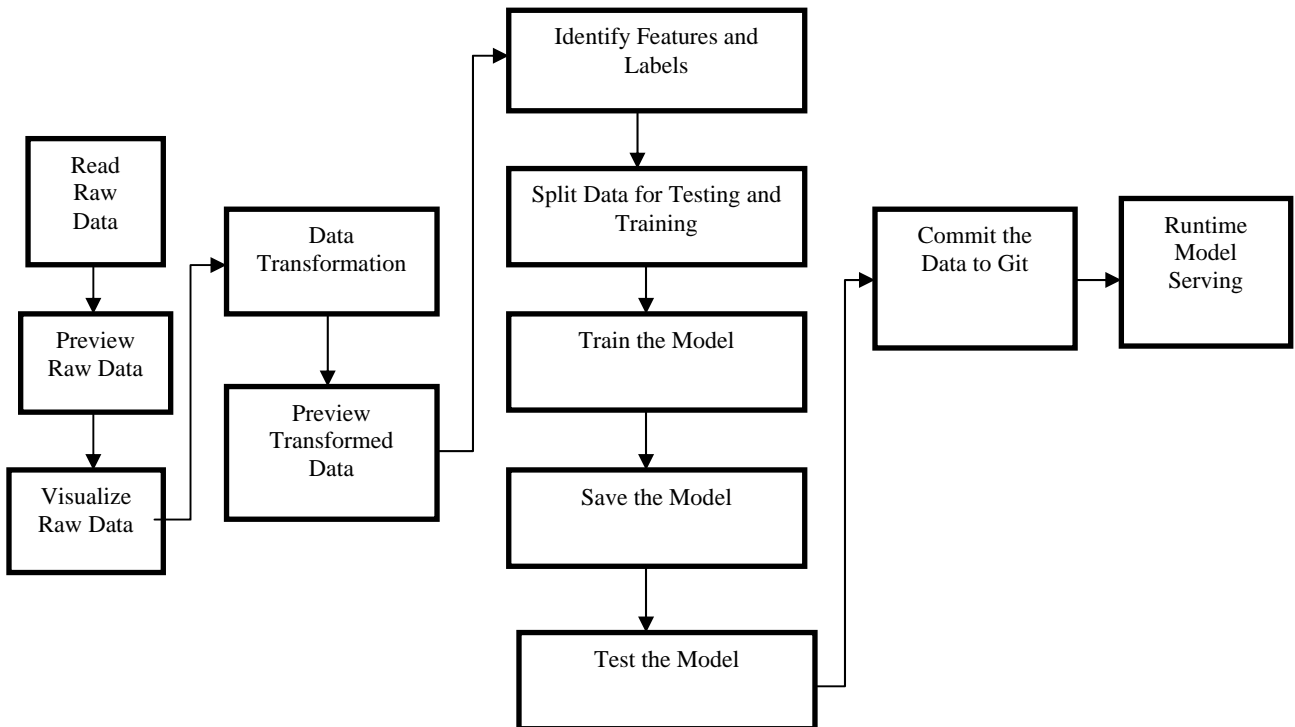 Read
Raw
Data
Preview
Raw Data
Visualize
Raw Data
Data
Transformation
Preview
Transformed
Data
Identify Features and
Labels
Split Data for Testing and
Training
Train the Model
Save the Model
Test the Model
Commit the
Data to Git
Runtime
Model
Serving